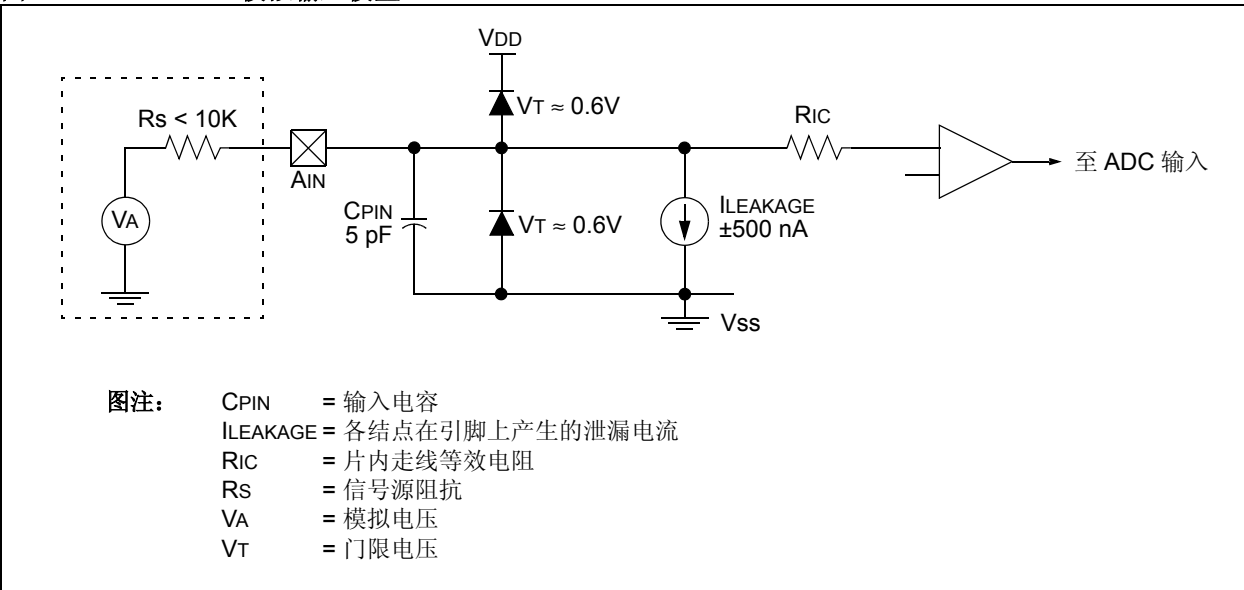 VDD
VT ≈ 0.6V
Rs < 10K
RIC
AIN
至 ADC 输入
CPIN
5 pF
VA
VT ≈ 0.6V
ILEAKAGE
±500 nA
Vss
图注：
CPIN = 输入电容
ILEAKAGE = 各结点在引脚上产生的泄漏电流
RIC = 片内走线等效电阻
RS = 信号源阻抗
VA = 模拟电压
VT = 门限电压